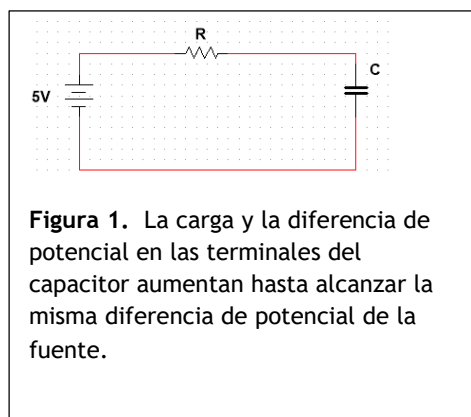 R
C
5V
Figura 1. La carga y la diferencia de
potencial en las terminales del
capacitor aumentan hasta alcanzar la
misma diferencia de potencial de la
fuente.